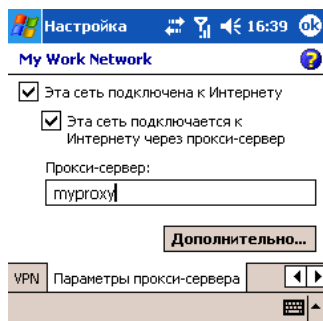 Настройка 16:39 ok
My Work Network ?
Эта сеть подключена к Интернету
Эта сеть подключается к
Интернету через прокси-сервер
Прокси-сервер:
myproxy
Дополнительно...
VPN Параметры прокси-сервера